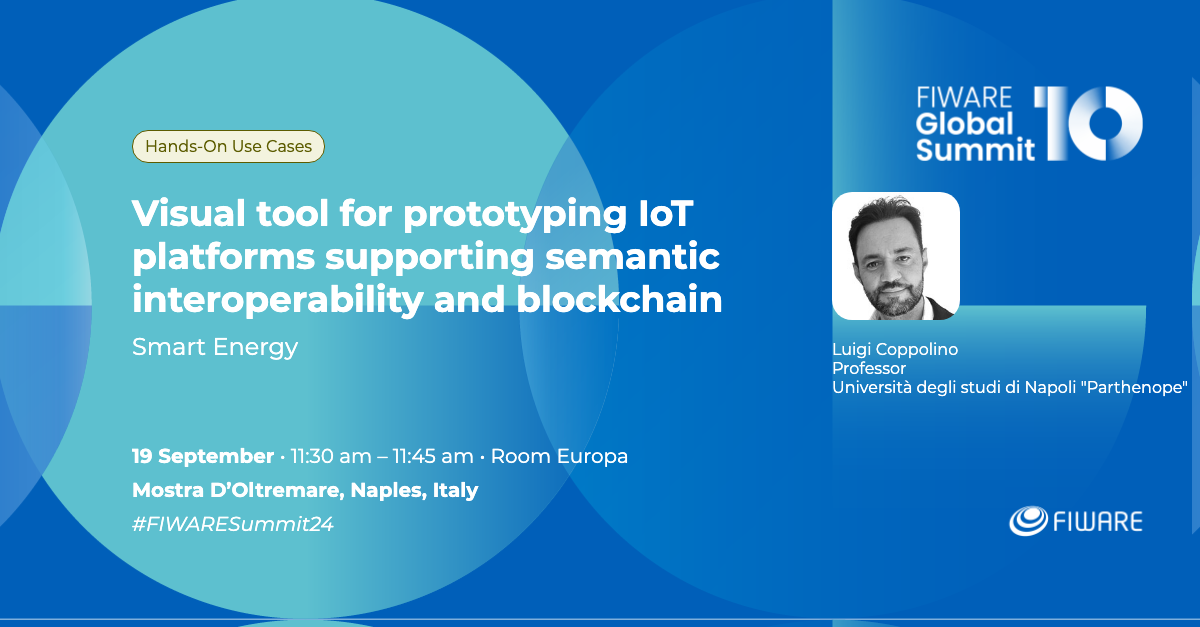 Hands-On Use Cases
Visual tool for prototyping IoT
platforms supporting semantic
interoperability and blockchain
Smart Energy
19 September · 11:30 am – 11:45 am · Room Europa
Mostra D’Oltremare, Naples, Italy
#FIWARESummit24
FIWARE
Global
Summit
10
Luigi Coppolino
Professor
Università degli studi di Napoli "Parthenope"
FIWARE